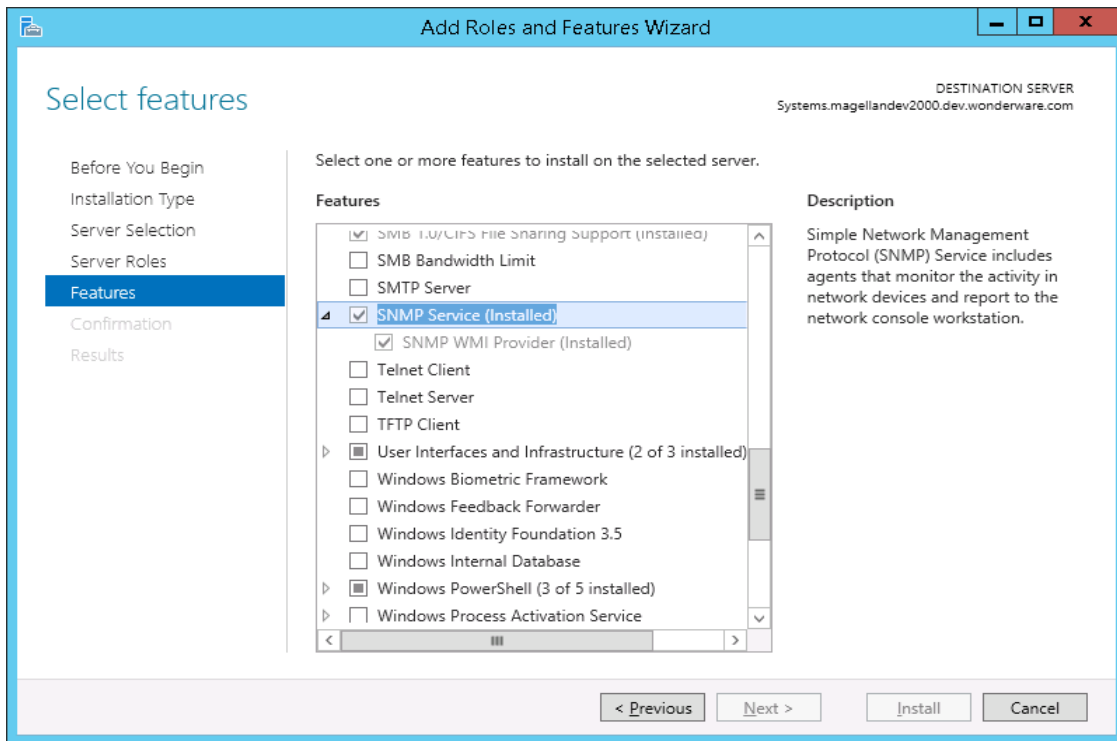 Add Roles and Features Wizard
Select features
DESTINATION SERVER
Systems.magellandev2000.dev.wonderware.com
Before You Begin
Installation Type
Server Selection
Server Roles
Features
Confirmation
Results
Select one or more features to install on the selected server.
Features
SMB 1.0/CIFS File Sharing Support (Installed)
SMB Bandwidth Limit
SMTP Server
SNMP Service (Installed)
SNMP WMI Provider (Installed)
Telnet Client
Telnet Server
TFTP Client
User Interfaces and Infrastructure (2 of 3 installed)
Windows Biometric Framework
Windows Feedback Forwarder
Windows Identity Foundation 3.5
Windows Internal Database
Windows PowerShell (3 of 5 installed)
Windows Process Activation Service
Description
Simple Network Management
Protocol (SNMP) Service includes
agents that monitor the activity in
network devices and report to the
network console workstation.
< Previous
Next >
Install
Cancel